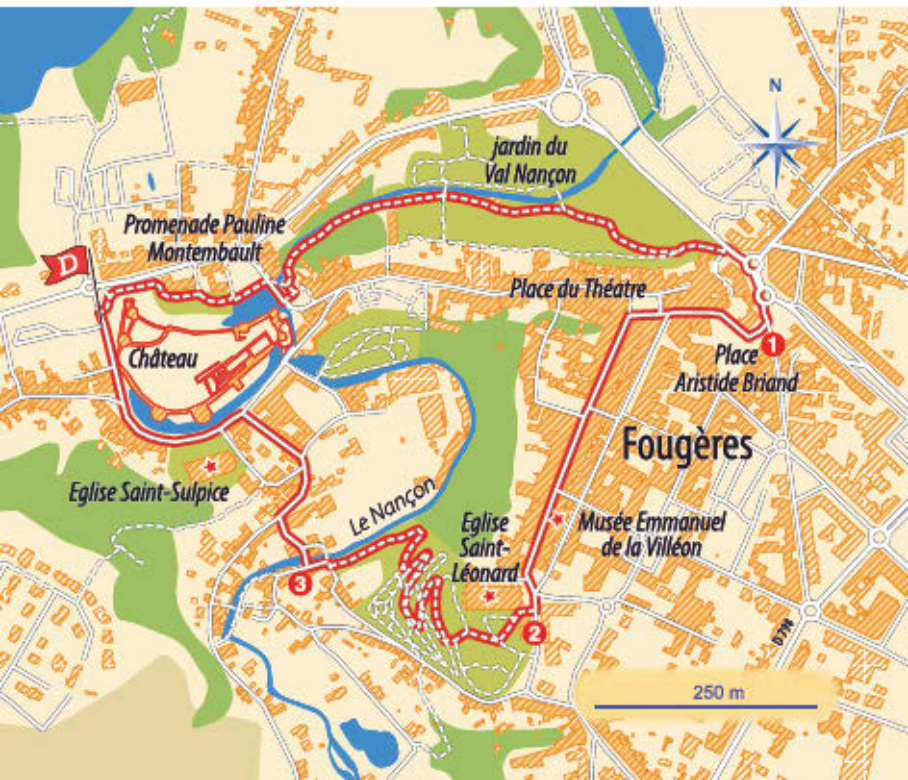 N
jardin du
Val Nançon
Promenade Pauline
Montembault
D
Place du Théatre
Château
1
Place
Aristide Briand
Fougères
Eglise Saint-Sulpice
Le Nançon
Eglise
Saint-
Léonard
Musée Emmanuel
de la Villéon
3
2
D 798
250 m